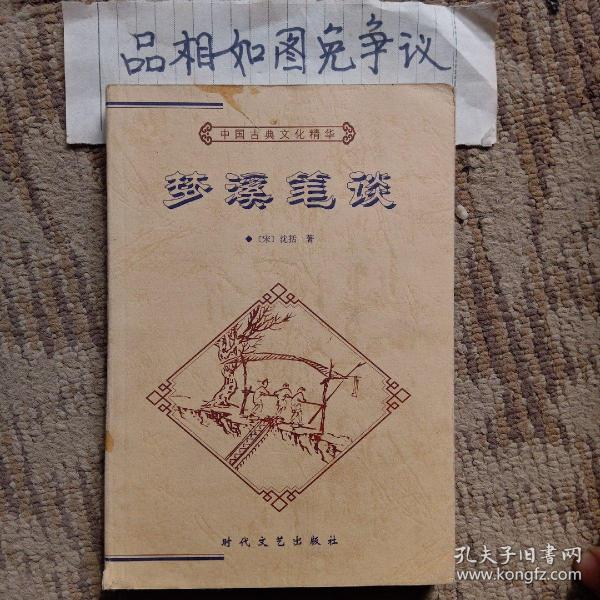 品相如图免争议
中国古典文化精华
梦溪笔谈
◆〔宋〕沈括 著
时代文艺出版社
孔夫子旧书网
www.kongfz.com